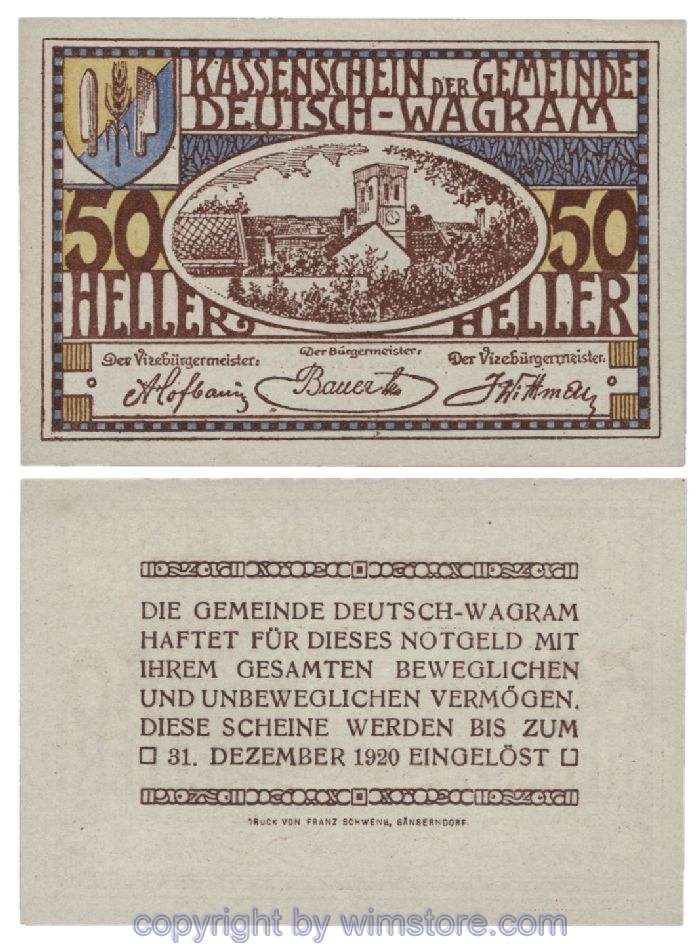 KASSENSCHEIN DER GEMEINDE
DEUTSCH-WAGRAM
50 50
HELLER HELLER
Der Vizebürgermeister: Der Bürgermeister: Der Vizebürgermeister:
Bauer J Wittmann
DIE GEMEINDE DEUTSCH-WAGRAM
HAFTET FÜR DIESES NOTGELD MIT
IHREM GESAMTEN BEWEGLICHEN
UND UNBEWEGLICHEN VERMÖGEN.
DIESE SCHEINE WERDEN BIS ZUM
31. DEZEMBER 1920 EINGELÖST
DRUCK VON FRANZ SCHWENK, GÄNSERNDORF.
copyright by wimstore.com